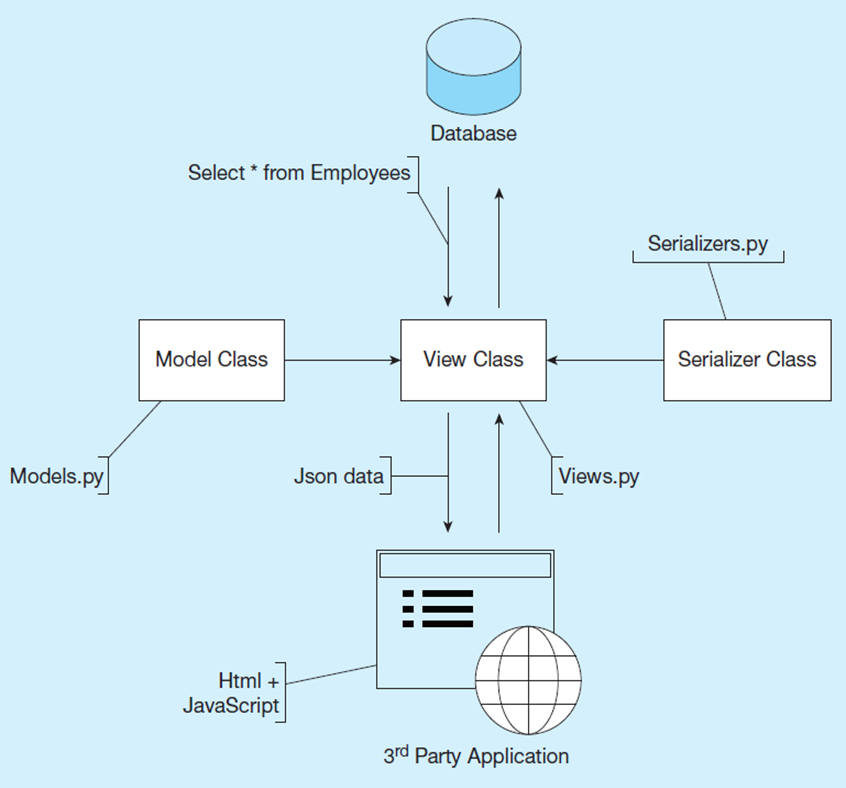 Database
Select * from Employees
Serializers.py
Model Class
View Class
Serializer Class
Models.py
Json data
Views.py
Html +
JavaScript
3rd Party Application